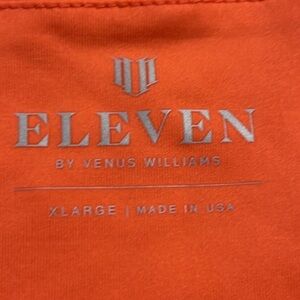 ELEVEN
BY VENUS WILLIAMS
XLARGE | MADE IN USA